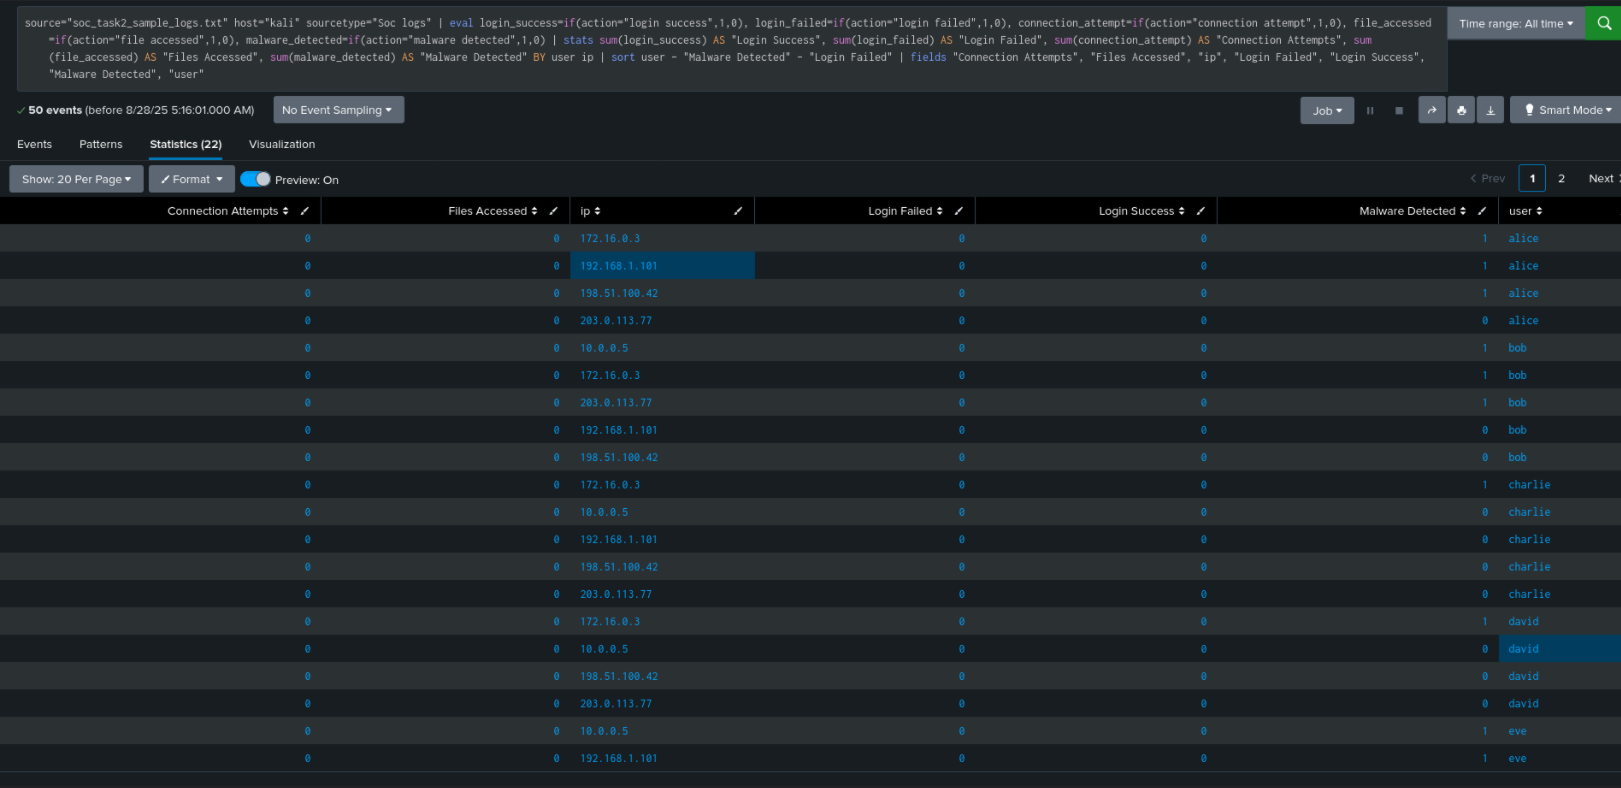 source="soc_task2_sample_logs.txt" host="kali" sourcetype="Soc logs" | eval login_success=if(action="login success",1,0), login_failed=if(action="login failed",1,0), connection_attempt=if(action="connection attempt",1,0), file_accessed
=if(action="file accessed",1,0), malware_detected=if(action="malware detected",1,0) | stats sum(login_success) AS "Login Success", sum(login_failed) AS "Login Failed", sum(connection_attempt) AS "Connection Attempts", sum
(file_accessed) AS "Files Accessed", sum(malware_detected) AS "Malware Detected" BY user ip | sort user - "Malware Detected" - "Login Failed" | fields "Connection Attempts", "Files Accessed", "ip", "Login Failed", "Login Success",
"Malware Detected", "user"
Time range: All time
50 events (before 8/28/25 5:16:01.000 AM) No Event Sampling Job Smart Mode
Events Patterns Statistics (22) Visualization
Show: 20 Per Page Format Preview: On Prev 1 2 Next
Connection Attempts Files Accessed ip Login Failed Login Success Malware Detected user
0 0 172.16.0.3 0 0 1 alice
0 0 192.168.1.101 0 0 1 alice
0 0 198.51.100.42 0 0 1 alice
0 0 203.0.113.77 0 0 0 alice
0 0 10.0.0.5 0 0 1 bob
0 0 172.16.0.3 0 0 1 bob
0 0 203.0.113.77 0 0 1 bob
0 0 192.168.1.101 0 0 0 bob
0 0 198.51.100.42 0 0 0 bob
0 0 172.16.0.3 0 0 1 charlie
0 0 10.0.0.5 0 0 0 charlie
0 0 192.168.1.101 0 0 0 charlie
0 0 198.51.100.42 0 0 0 charlie
0 0 203.0.113.77 0 0 0 charlie
0 0 172.16.0.3 0 0 1 david
0 0 10.0.0.5 0 0 0 david
0 0 198.51.100.42 0 0 0 david
0 0 203.0.113.77 0 0 0 david
0 0 10.0.0.5 0 0 1 eve
0 0 192.168.1.101 0 0 1 eve